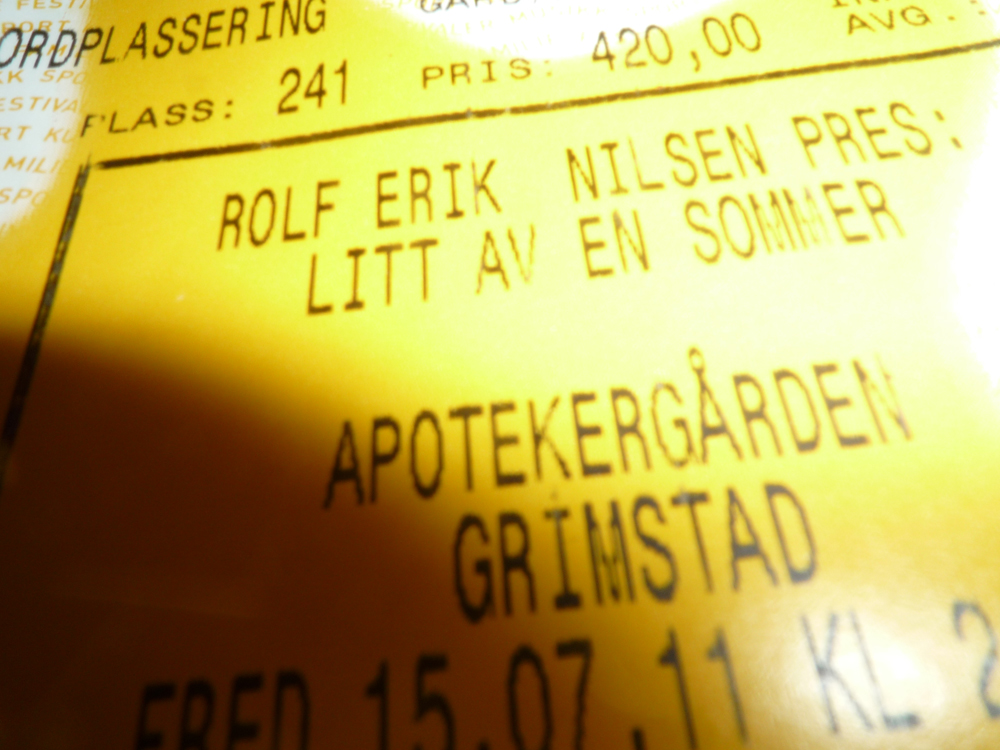 ORDPLASSERING
PLASS: 241 PRIS: 420,00 AVG.:
ROLF ERIK NILSEN PRES:
LITT AV EN SOMMER
APOTEKERGÅRDEN
GRIMSTAD
FRED 15.07.11 KL 2